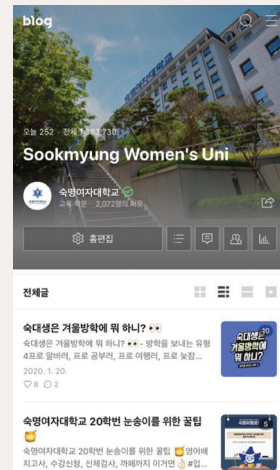 blog
오늘 252 · 전체 1,383,730
Sookmyung Women's Uni
숙명여자대학교
교육·학문 · 2,072명의 이웃
홈편집
전체글
숙대생은 겨울방학에 뭐 하니? 👀
숙대생은 겨울방학에 뭐 하니? 👀 - 방학을 보내는 유형
4프로 알바러, 프로 공부러, 프로 여행러, 프로 늦잠...
2020. 1. 20.
♡ 8 💬 2
10
숙대생은
겨울방학에
뭐 하니?
숙명여자대학교 20학번 눈송이를 위한 꿀팁
🍯
숙명여자대학교 20학번 눈송이를 위한 꿀팁 🍯 영어배
치고사, 수강신청, 신체검사, 까페까지 이거면 👌 #입...
5